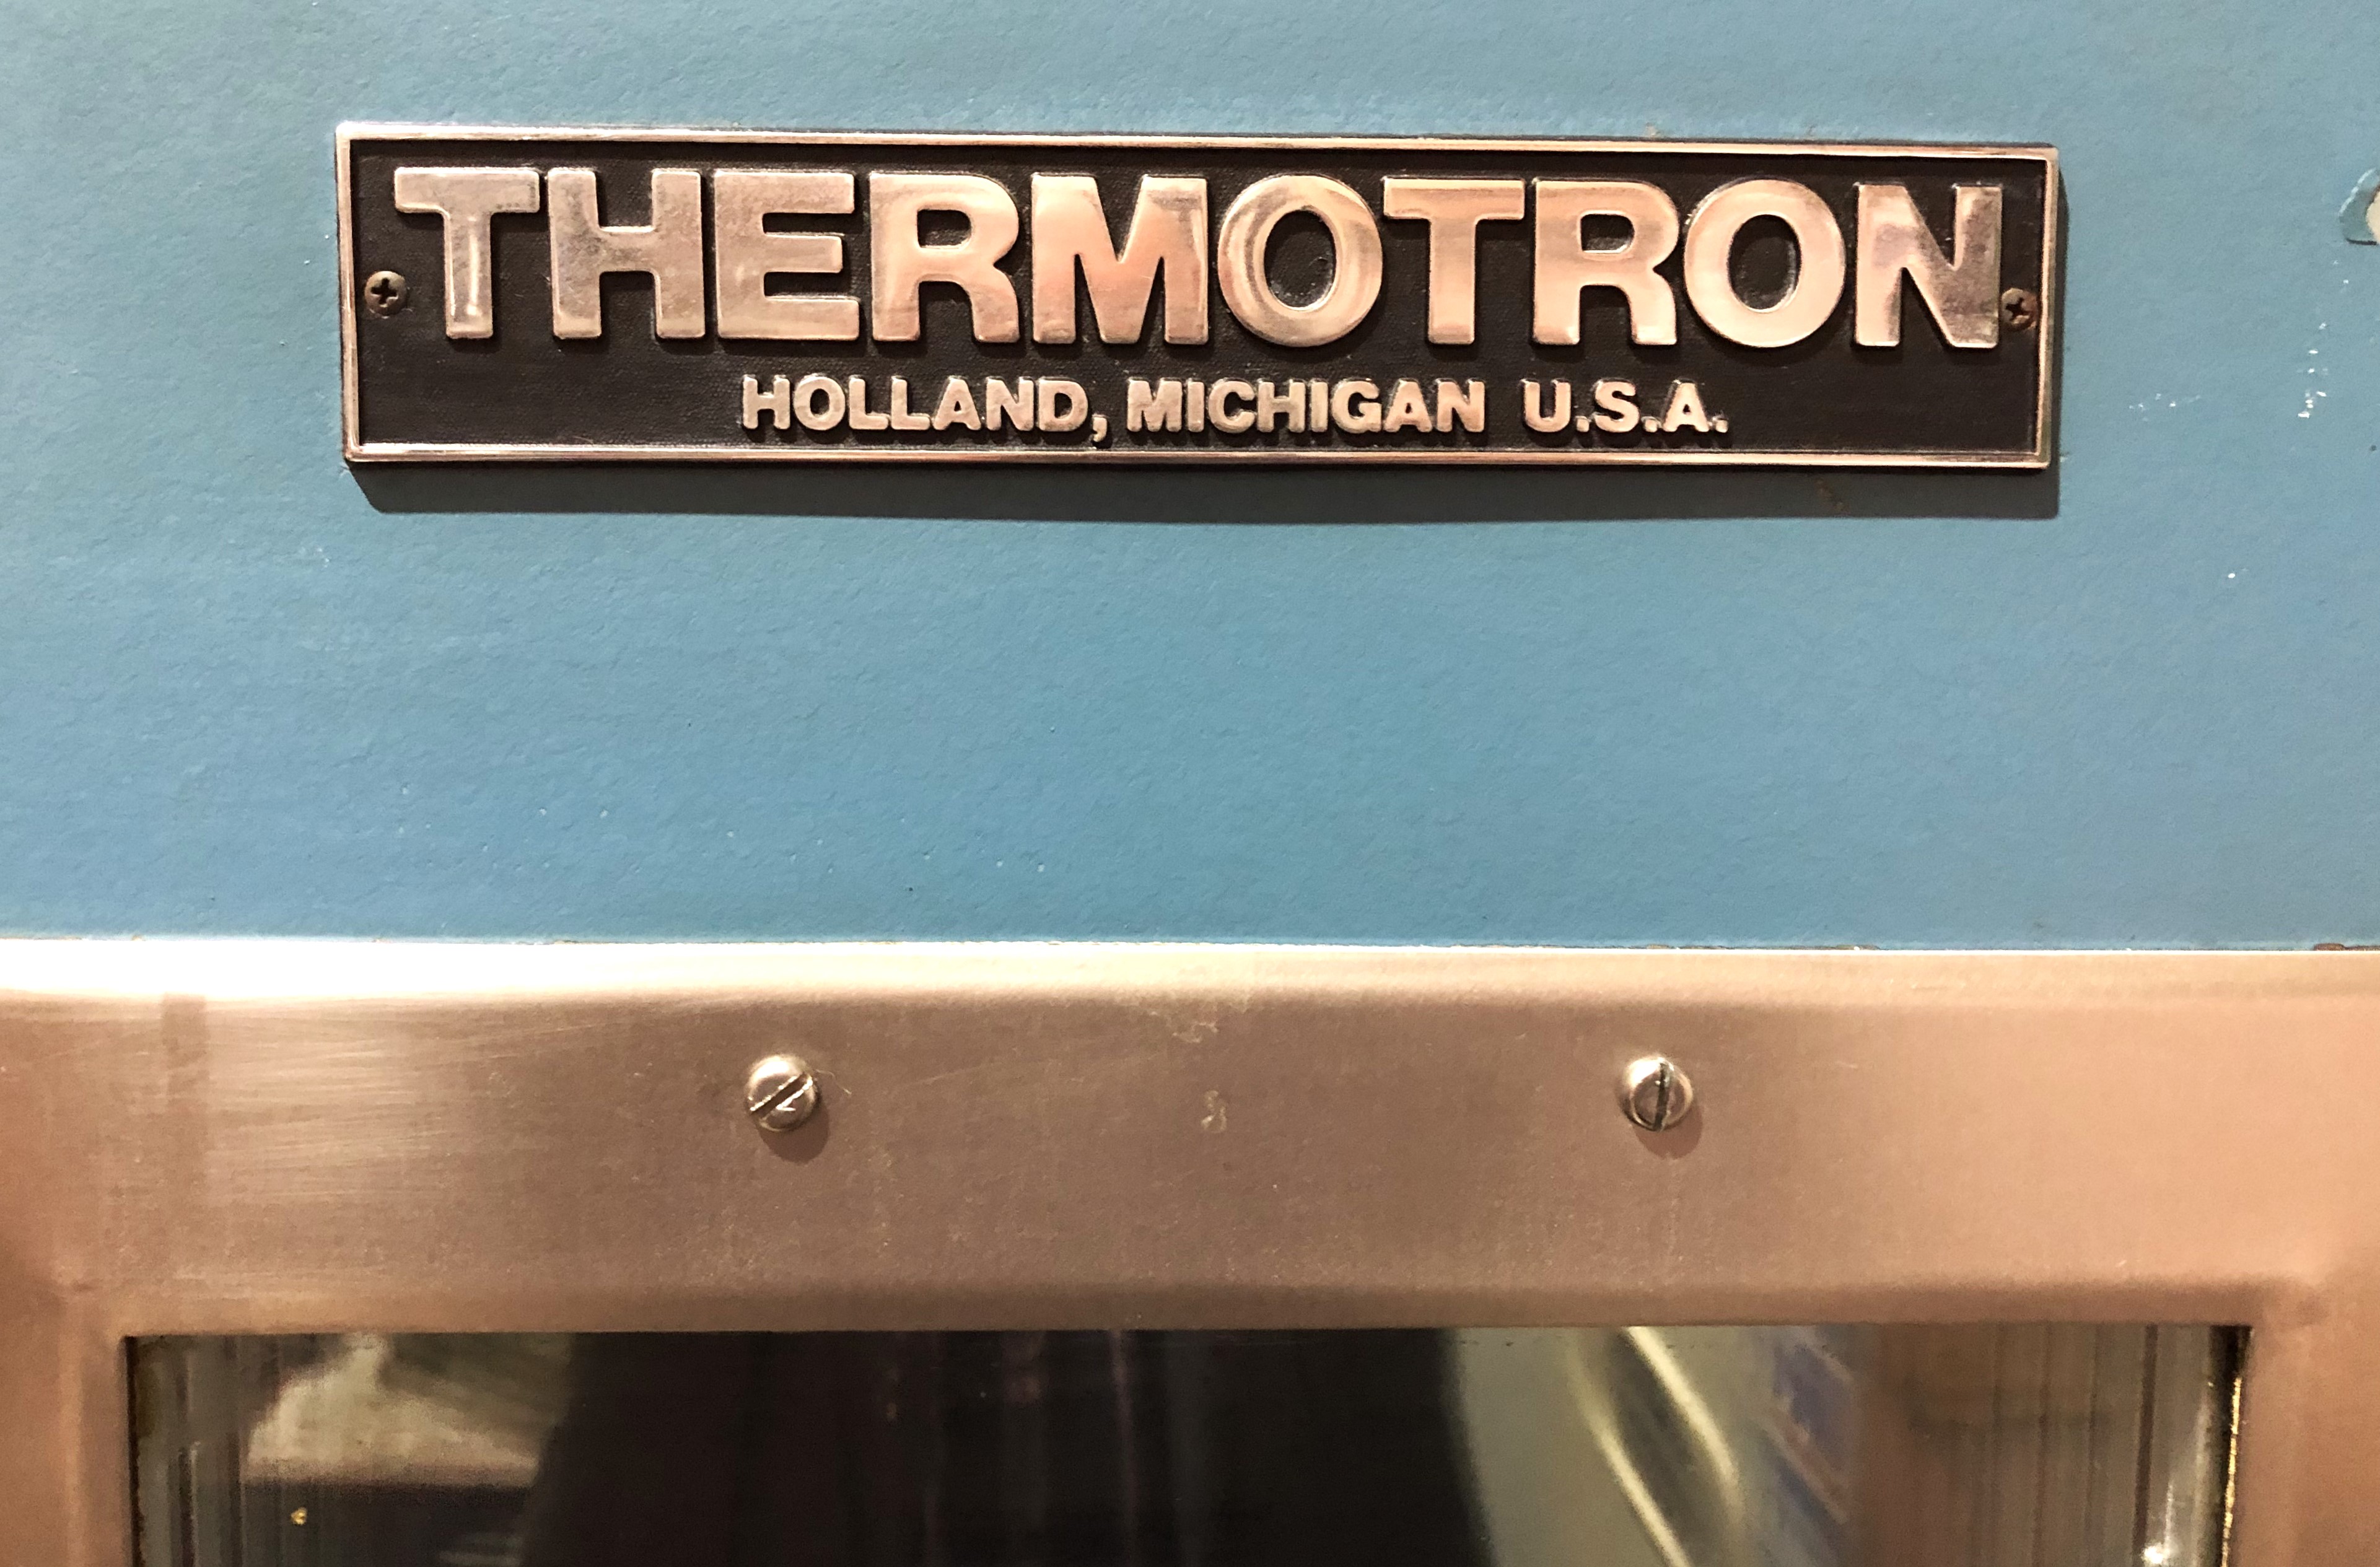 THERMOTRON
HOLLAND, MICHIGAN U.S.A.